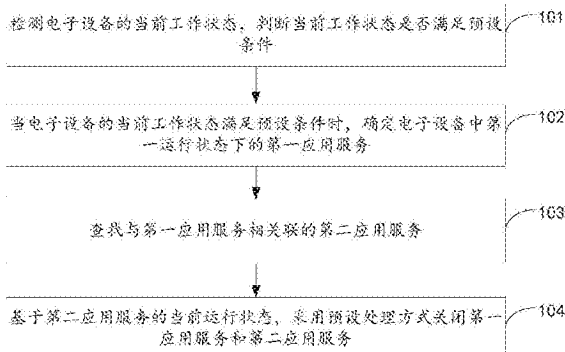 检测电子设备的当前工作状态，判断当前工作状态是否满足预设
条件
101
当电子设备的当前工作状态满足预设条件时，确定电子设备中第
一运行状态下的第一应用服务
102
查找与第一应用服务相关联的第二应用服务
103
基于第二应用服务的当前运行状态，采用预设处理方式关闭第一
应用服务和第二应用服务
104